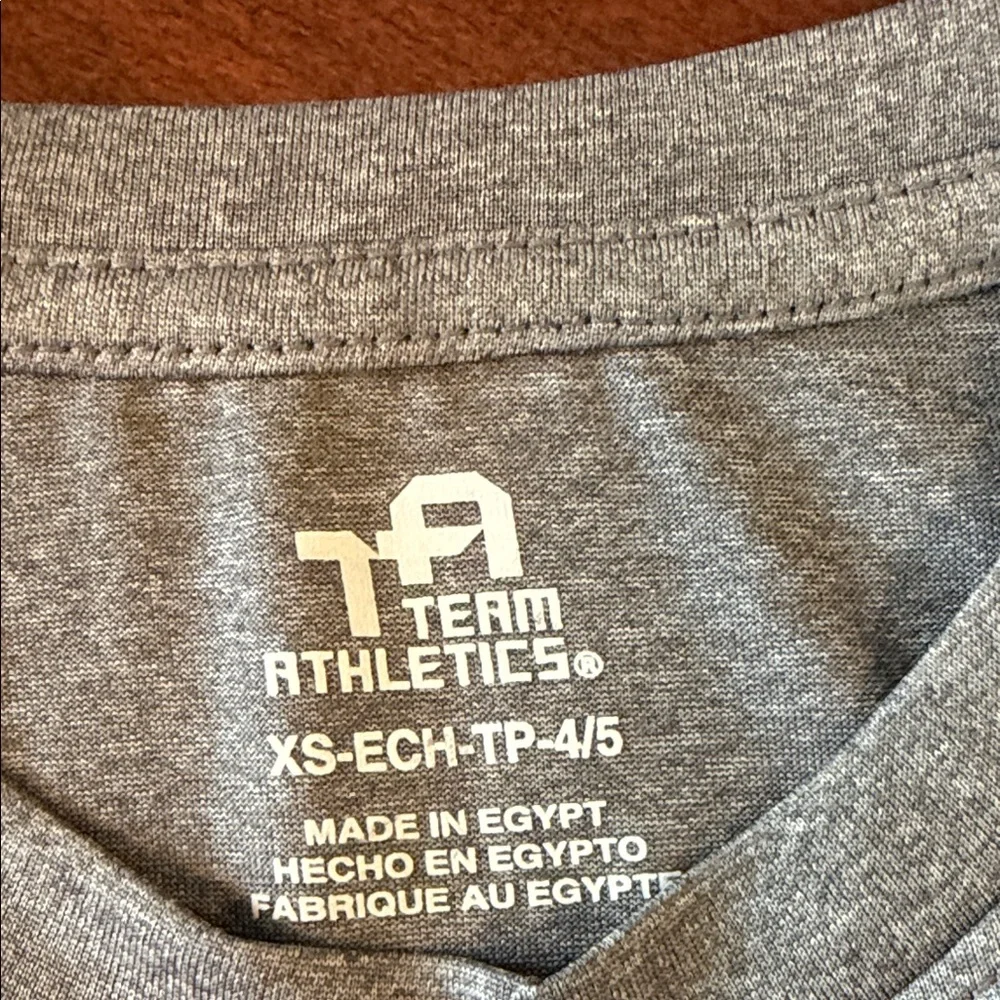 TA
TEAM
ATHLETICS®
XS-ECH-TP-4/5
MADE IN EGYPT
HECHO EN EGYPTO
FABRIQUE AU EGYPTE